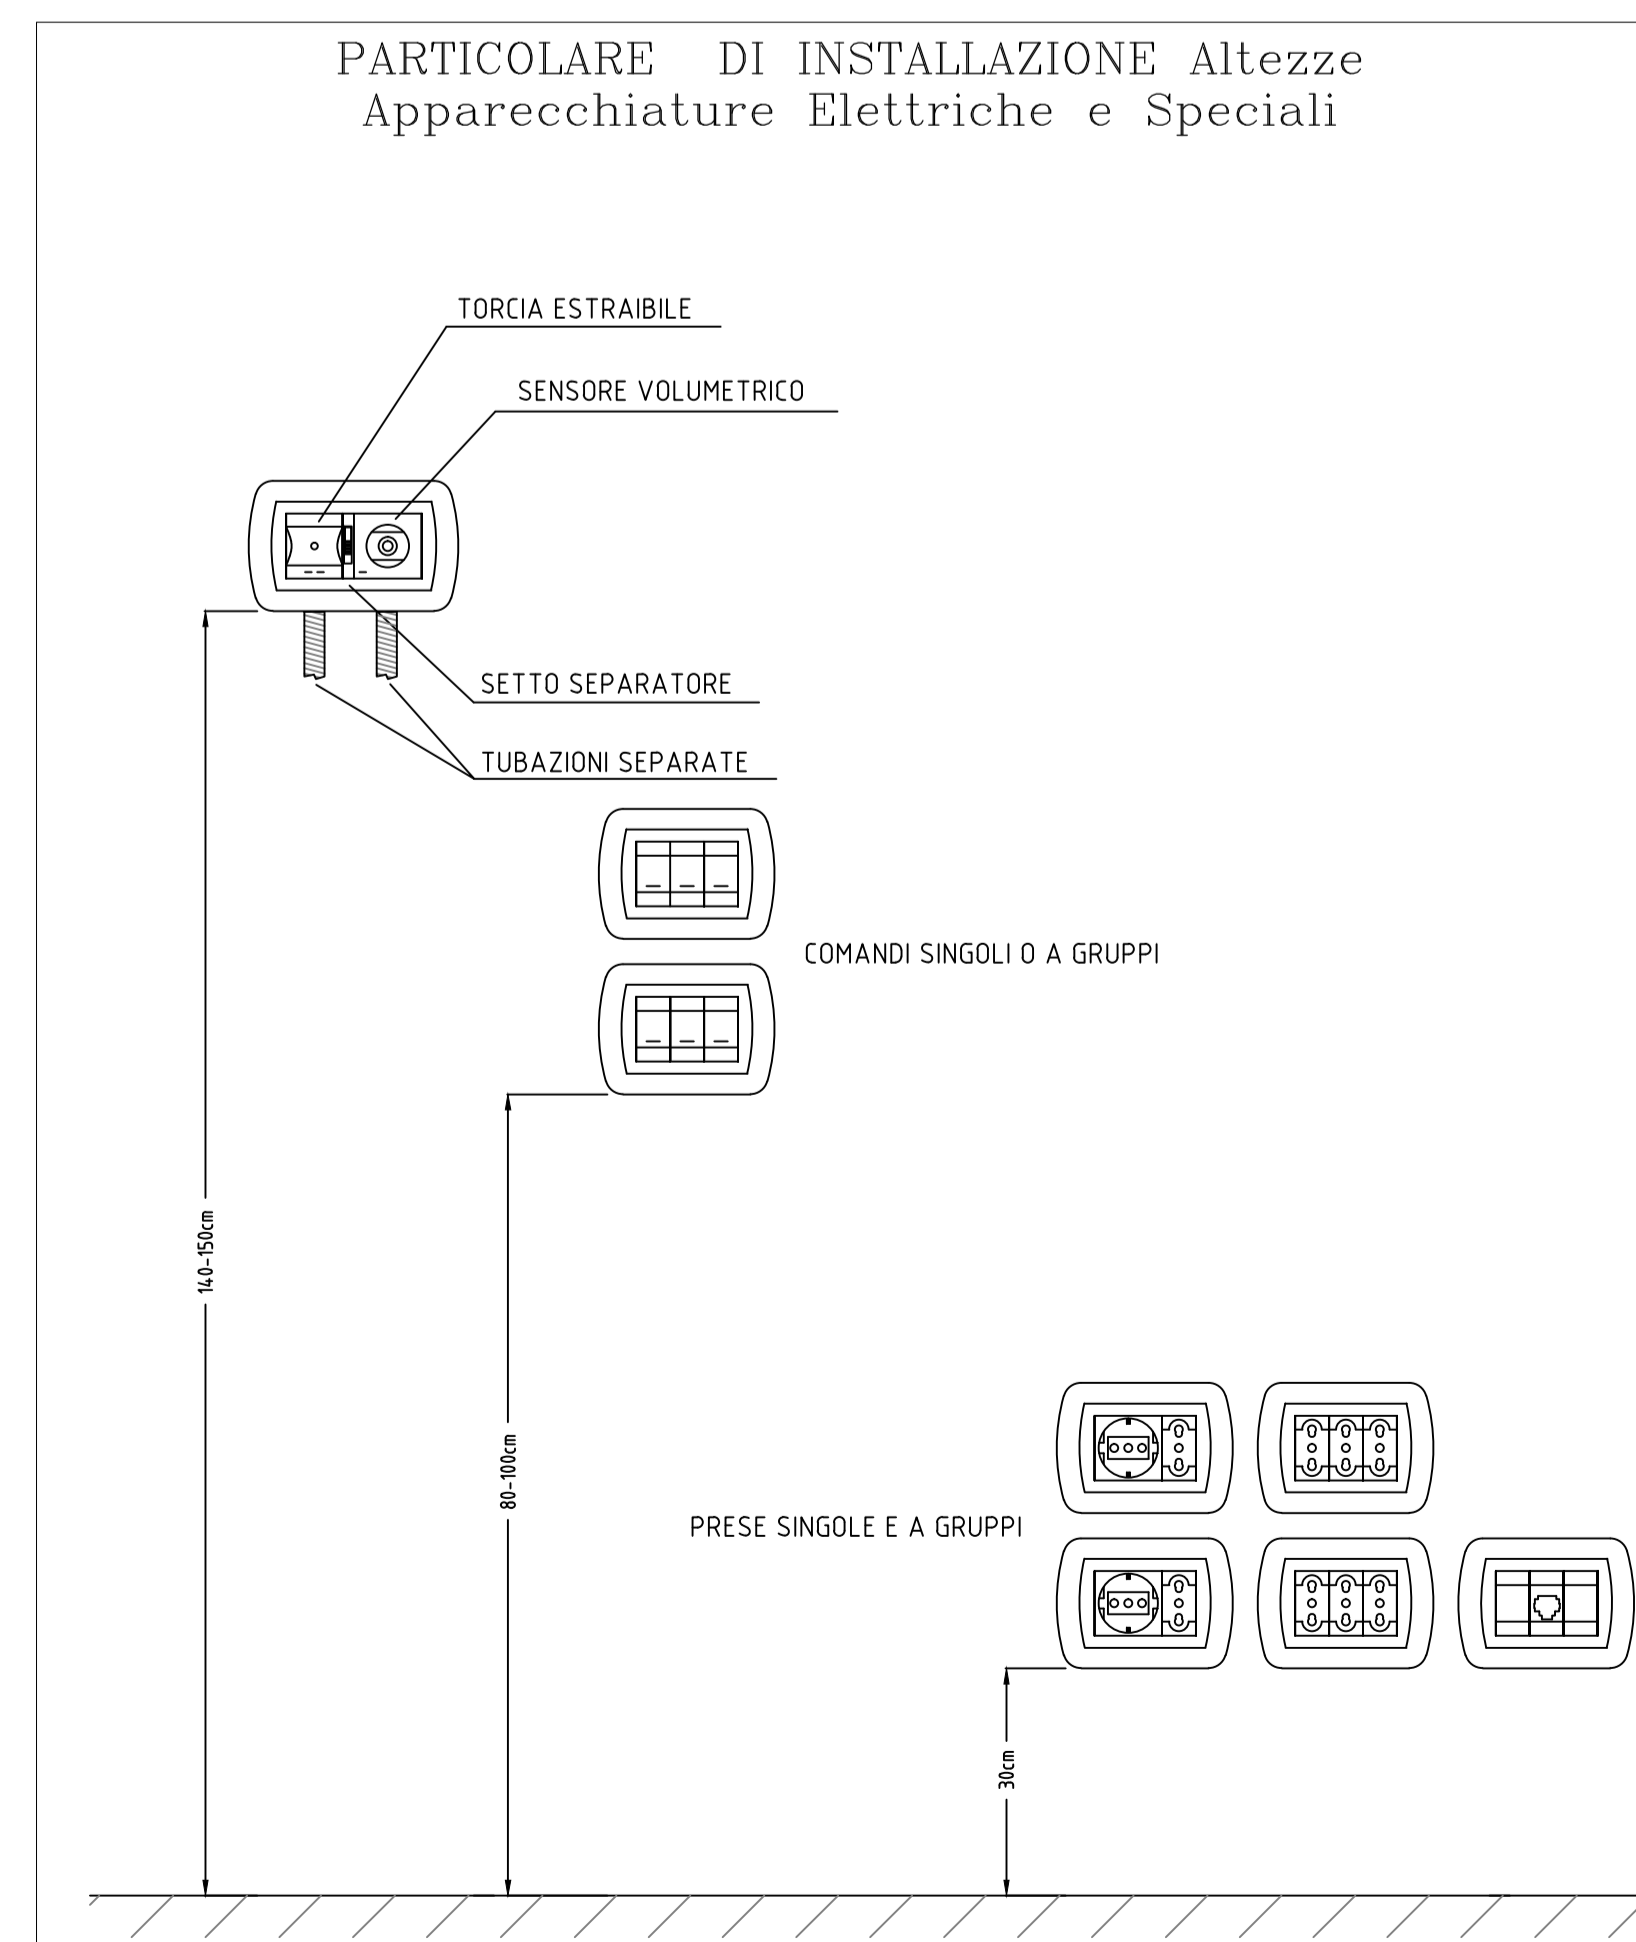 PARTICOLARE DI INSTALLAZIONE Altezze
Apparecchiature Elettriche e Speciali
TORCIA ESTRAIBILE
SENSORE VOLUMETRICO
SETTO SEPARATORE
TUBAZIONI SEPARATE
COMANDI SINGOLI O A GRUPPI
140-150cm
80-100cm
PRESE SINGOLE E A GRUPPI
30cm